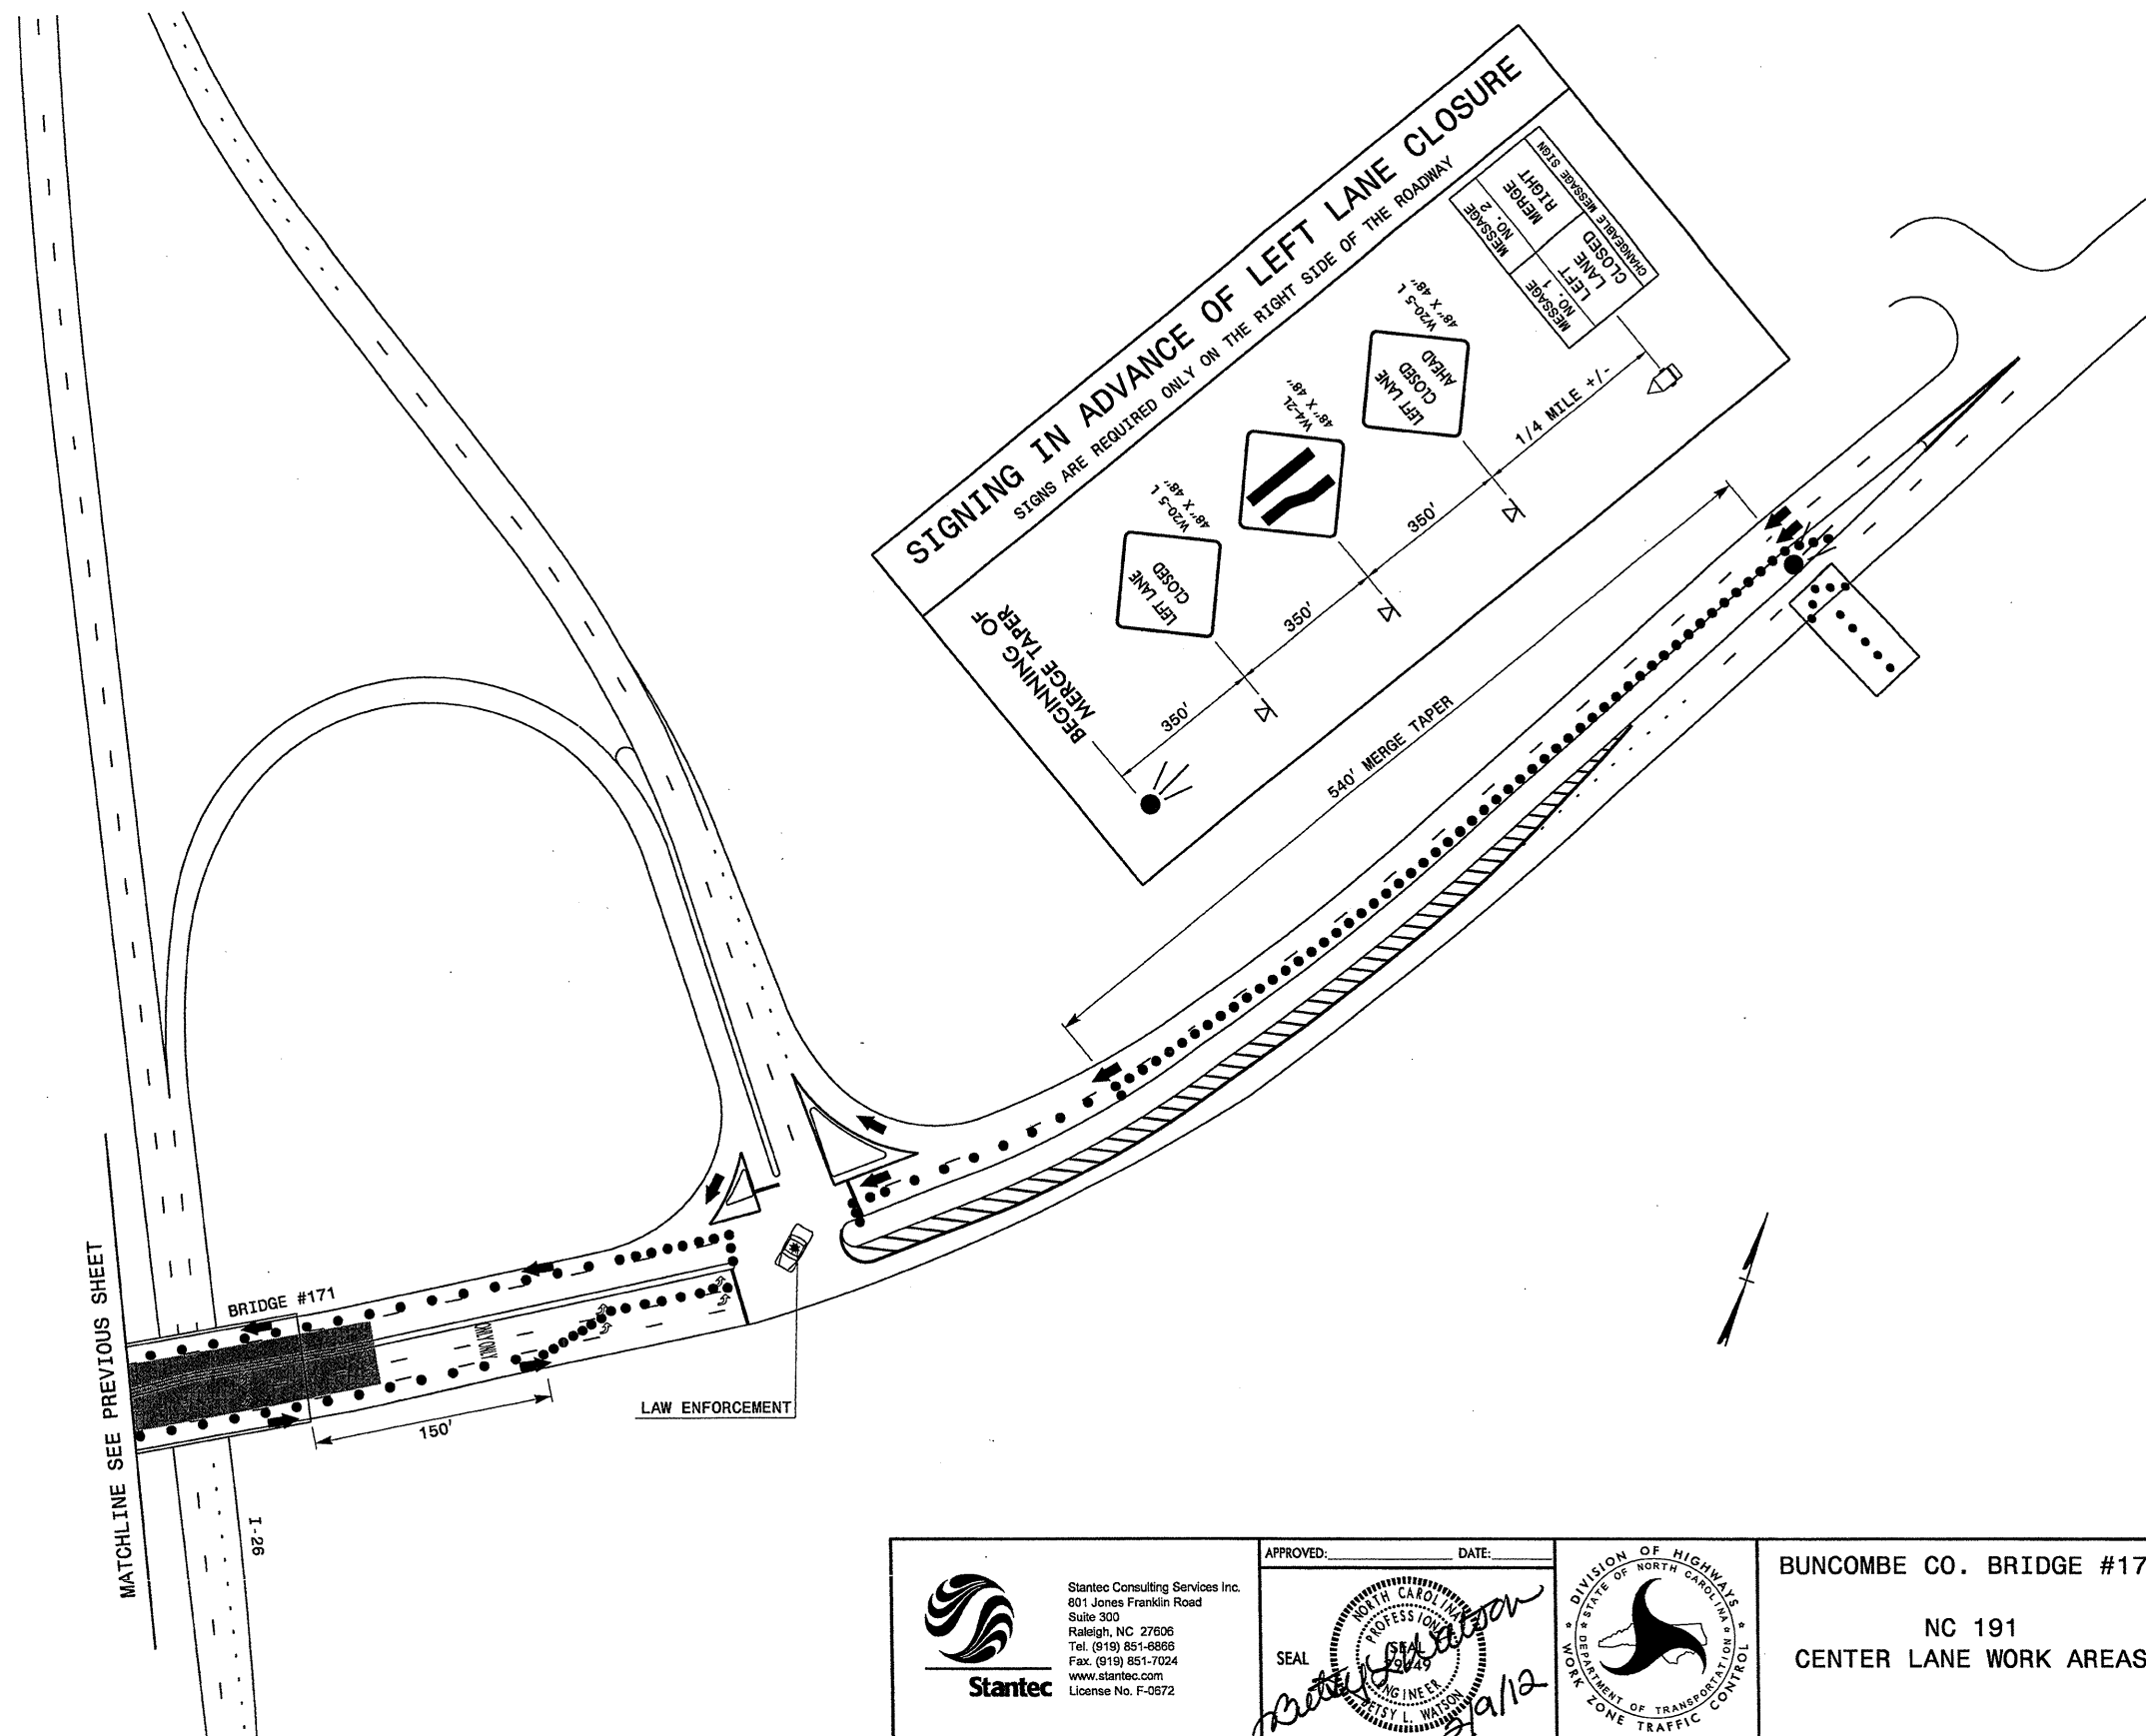 SIGNING IN ADVANCE OF LEFT LANE CLOSURE
SIGNS ARE REQUIRED ONLY ON THE RIGHT SIDE OF THE ROADWAY
BEGINNING OF
MERGE TAPER
350'
LEFT LANE
CLOSED
W20-5 L
48" X 48"
350'
W4-2L
48" X 48"
350'
LEFT LANE
CLOSED
AHEAD
W20-5 L
48" X 48"
1/4 MILE +/-
MESSAGE
NO. 1
LEFT
LANE
CLOSED
MESSAGE
NO. 2
MERGE
RIGHT
CHANGEABLE MESSAGE SIGN
540' MERGE TAPER
BRIDGE #171
ONLY
ONLY
150'
LAW ENFORCEMENT
MATCHLINE SEE PREVIOUS SHEET
I-26
Stantec
Stantec Consulting Services Inc.
801 Jones Franklin Road
Suite 300
Raleigh, NC 27606
Tel. (919) 851-6866
Fax. (919) 851-7024
www.stantec.com
License No. F-0672
APPROVED: DATE:
SEAL
NORTH CAROLINA
PROFESSIONAL
SEAL
ENGINEER
BETSY L. WATSON
Betsy L Watson
DIVISION OF HIGHWAYS
STATE OF NORTH CAROLINA
DEPARTMENT OF TRANSPORTATION
WORK ZONE TRAFFIC CONTROL
BUNCOMBE CO. BRIDGE #17
NC 191
CENTER LANE WORK AREAS